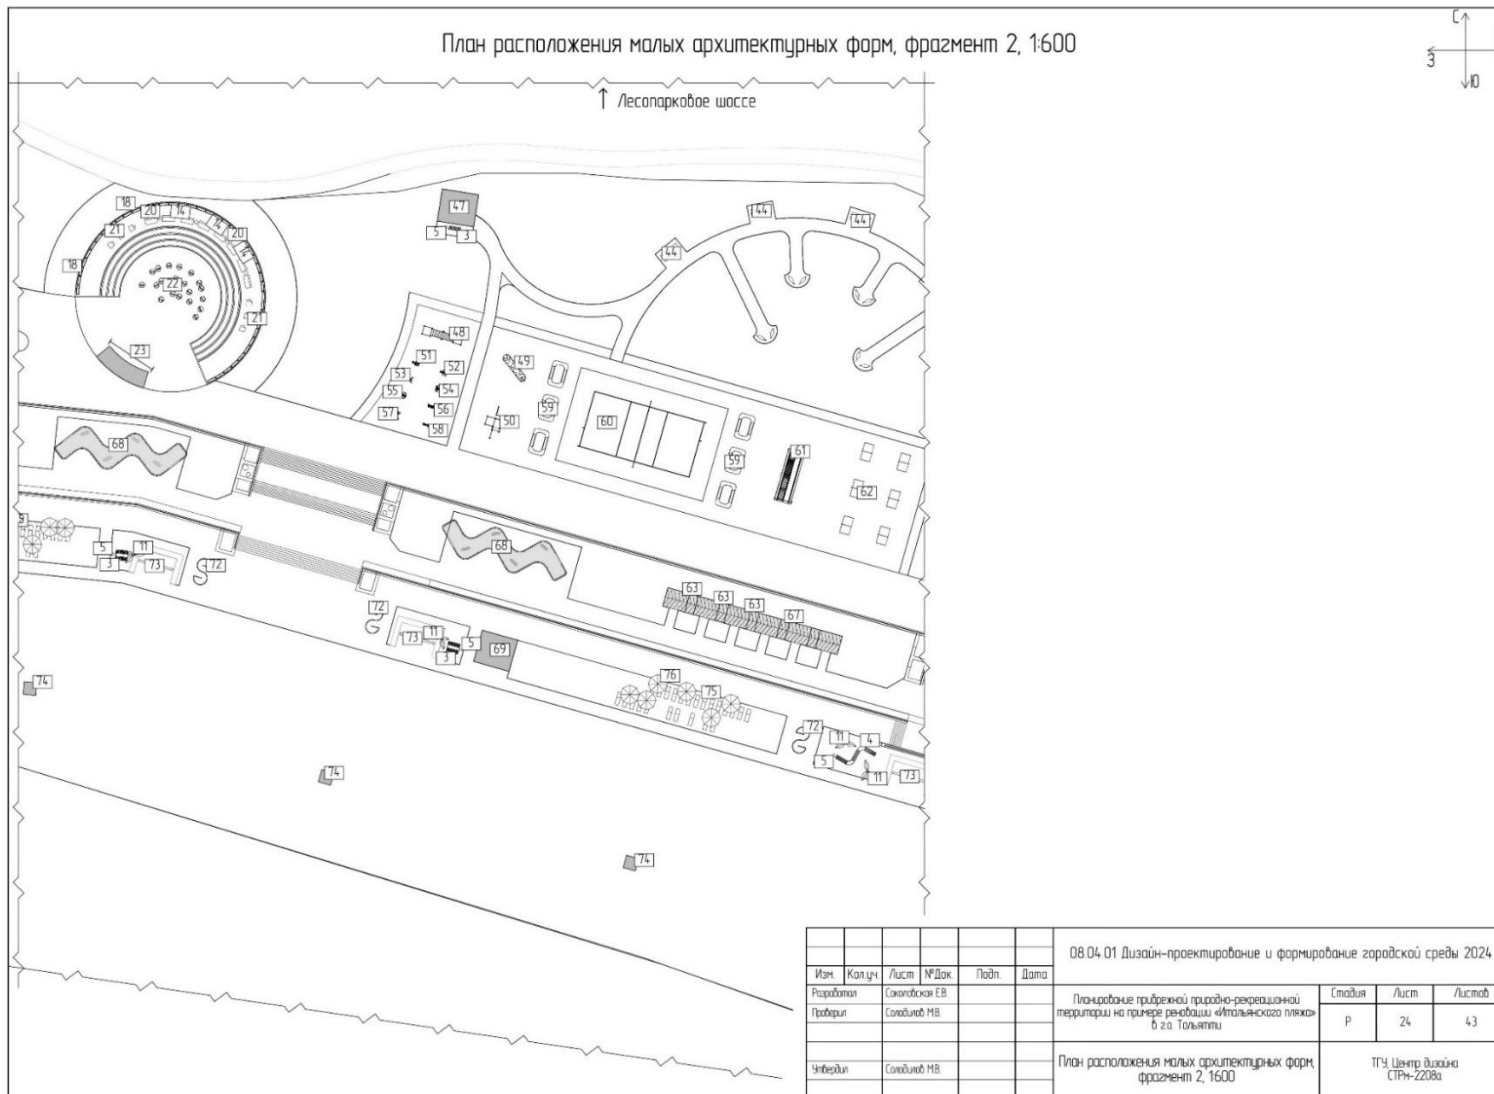 План расположения малых архитектурных форм, фрагмент 2, 1:600
С
З
Ю
↑ Лесопарковое шоссе
18 20 14
14
21 20
14
18
22
21
23
47
5 3
44 44
44
48
51
49
52
53
54
55
59
56
57
50
60
58
59
61
62
68
68
5 11
3 73
72
63
63
63
67
72
11
73
5
3
69
76
75
74
72
11 4
5
11 73
74
74
08.04.01 Дизайн-проектирование и формирование городской среды 2024
Изм. Кол.уч. Лист №Док. Подп. Дата
Разработал Соколовская Е.В.
Проверил Солодилов М.В.
Утвердил Солодилов М.В.
Планирование прибрежной природно-рекреационной
территории на примере реновации «Итальянского пляжа»
в г.о. Тольятти
Стадия Лист Листов
Р 24 43
План расположения малых архитектурных форм,
фрагмент 2, 1:600
ТГУ, Центр дизайна
СТРм-2208а